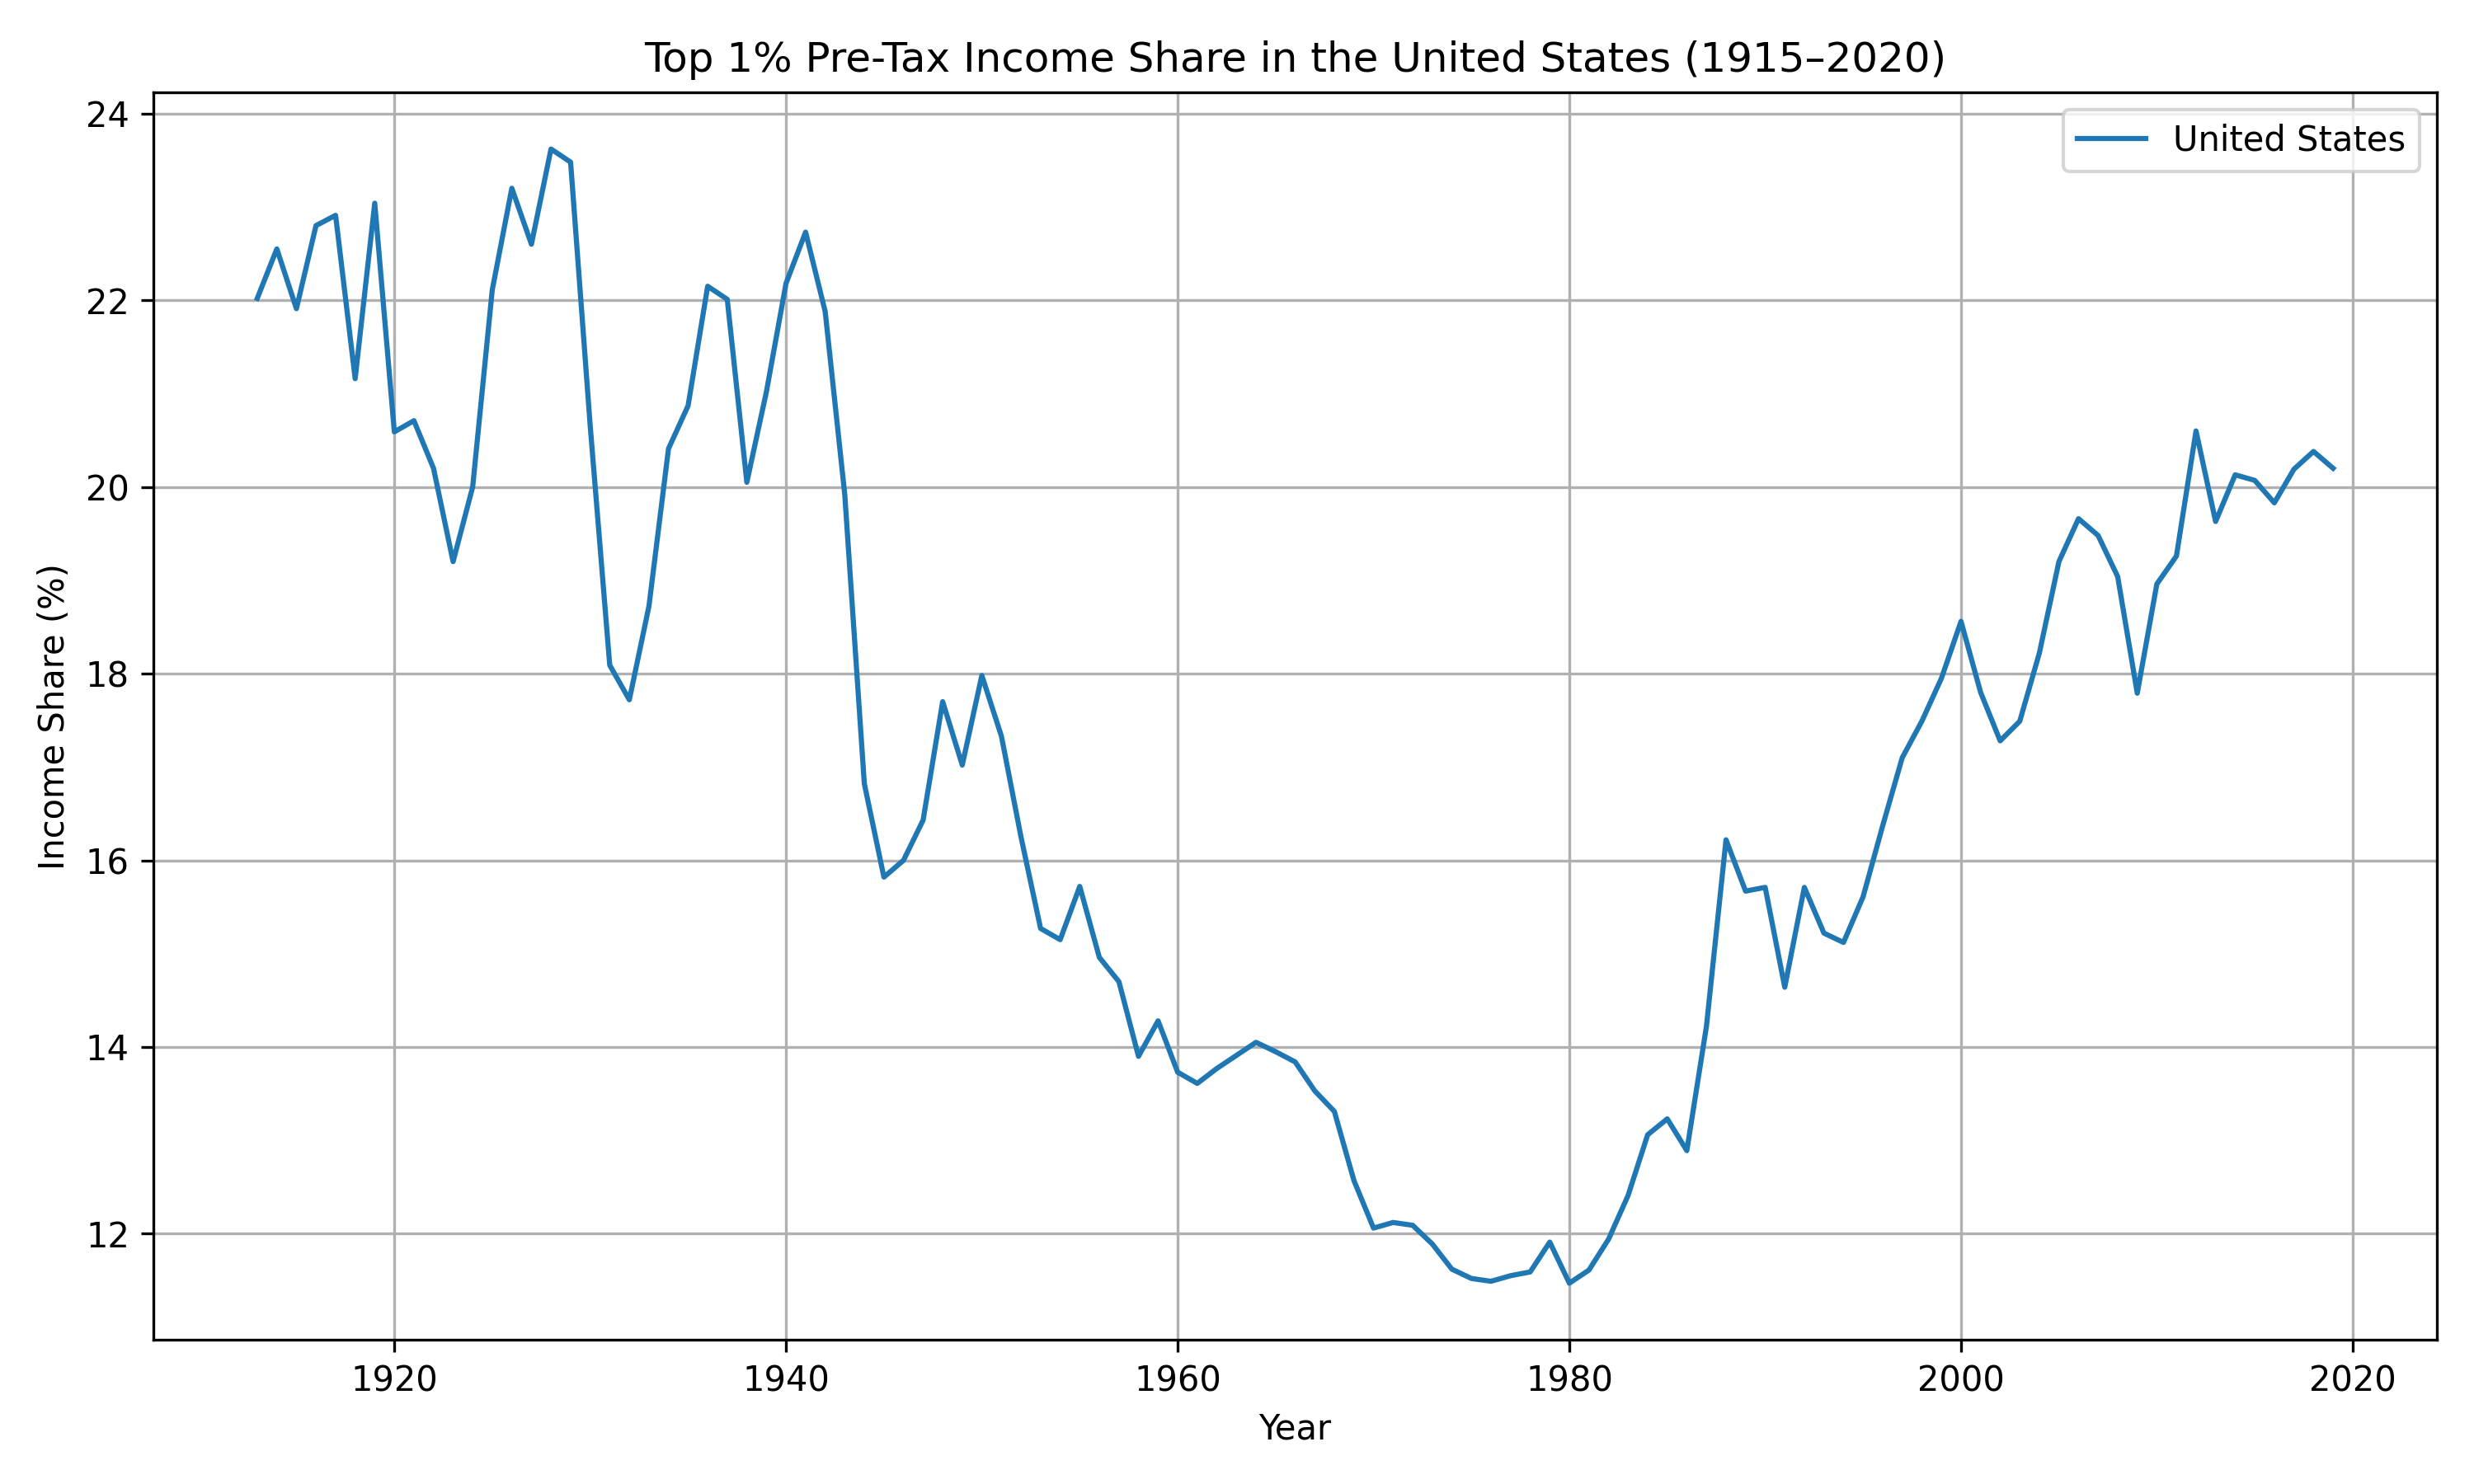 Top 1% Pre-Tax Income Share in the United States (1915–2020)
United States
Income Share (%)
24
22
20
18
16
14
12
1920 1940 1960 1980 2000 2020
Year